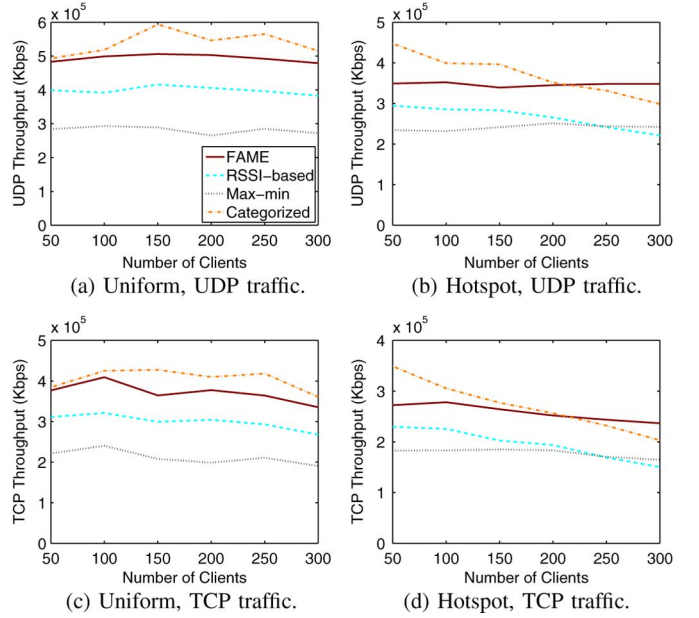 x 10^5
UDP Throughput (Kbps)
6
5
4
3
2
1
0
FAME
RSSI-based
Max-min
Categorized
50 100 150 200 250 300
Number of Clients
(a) Uniform, UDP traffic.
x 10^5
UDP Throughput (Kbps)
5
4
3
2
1
0
50 100 150 200 250 300
Number of Clients
(b) Hotspot, UDP traffic.
x 10^5
TCP Throughput (Kbps)
5
4
3
2
1
0
50 100 150 200 250 300
Number of Clients
(c) Uniform, TCP traffic.
x 10^5
TCP Throughput (Kbps)
4
3
2
1
0
50 100 150 200 250 300
Number of Clients
(d) Hotspot, TCP traffic.